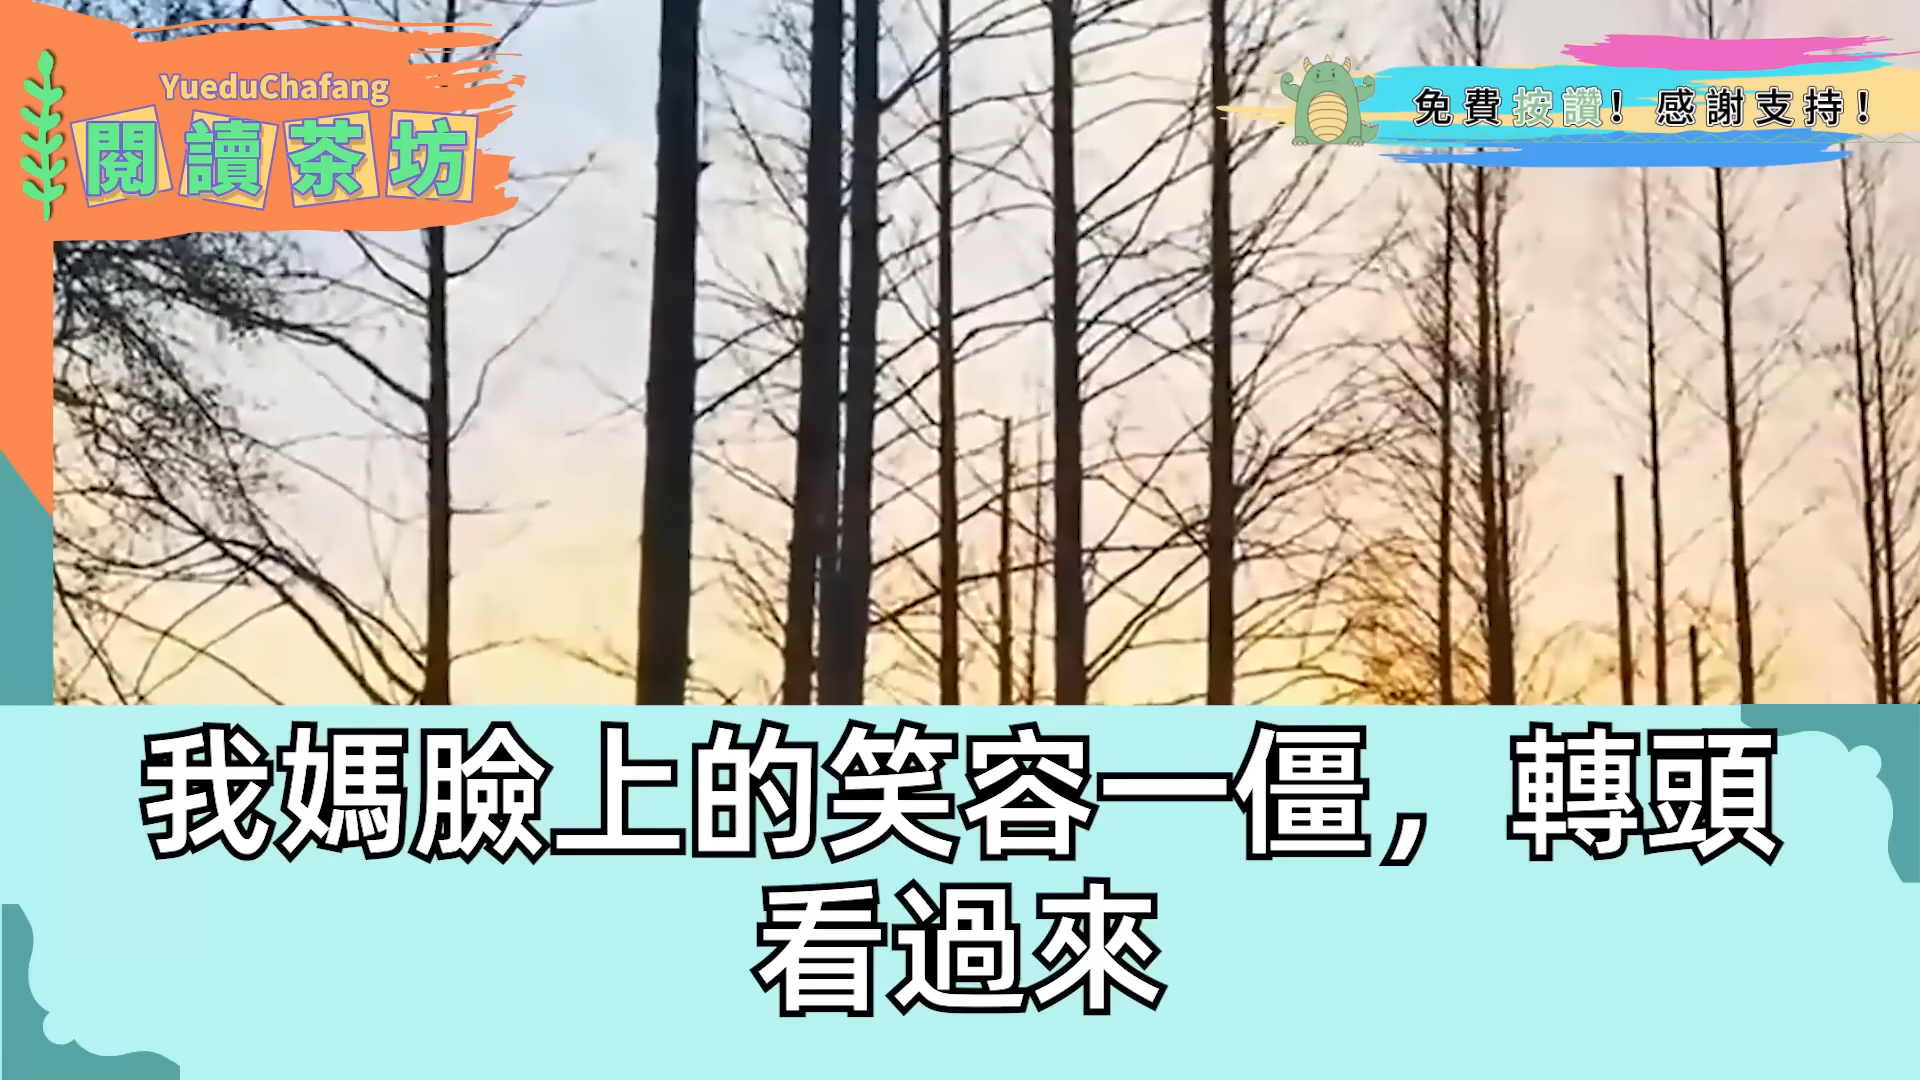 YueduChafang
閱讀茶坊
免費按讚！感謝支持！
我媽臉上的笑容一僵，轉頭
看過來